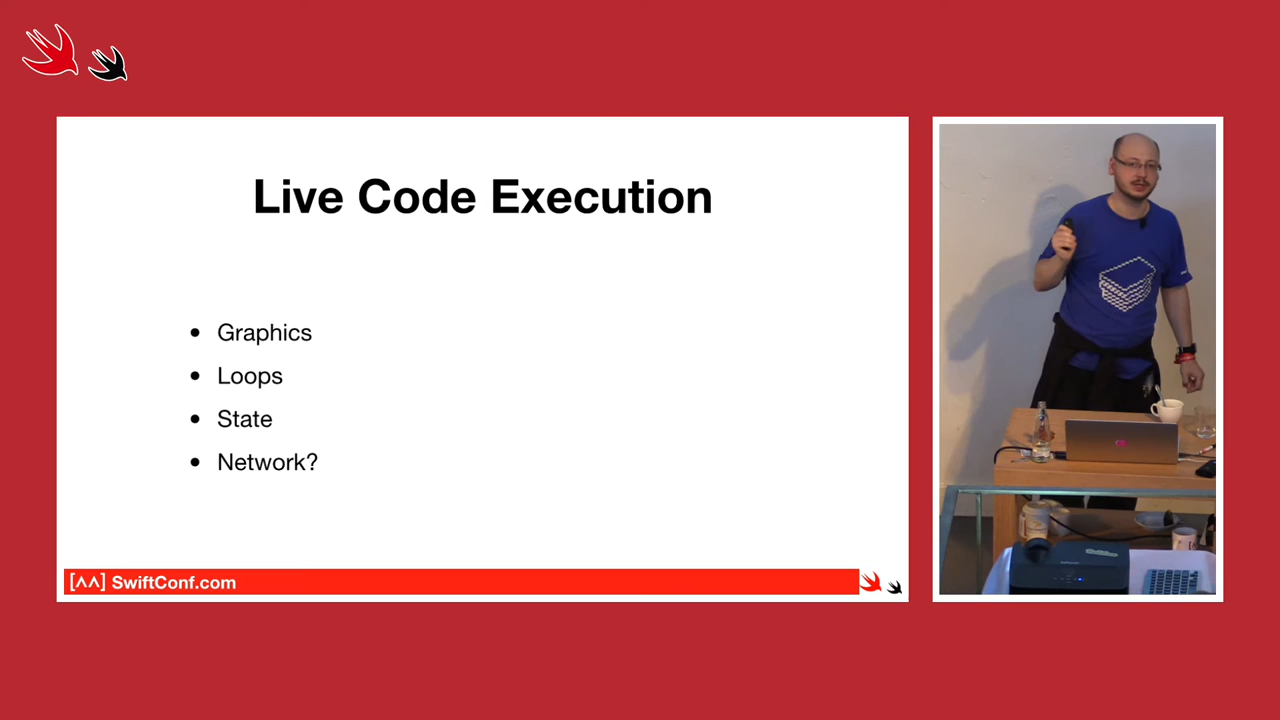 Live Code Execution
• Graphics
• Loops
• State
• Network?
[^^] SwiftConf.com